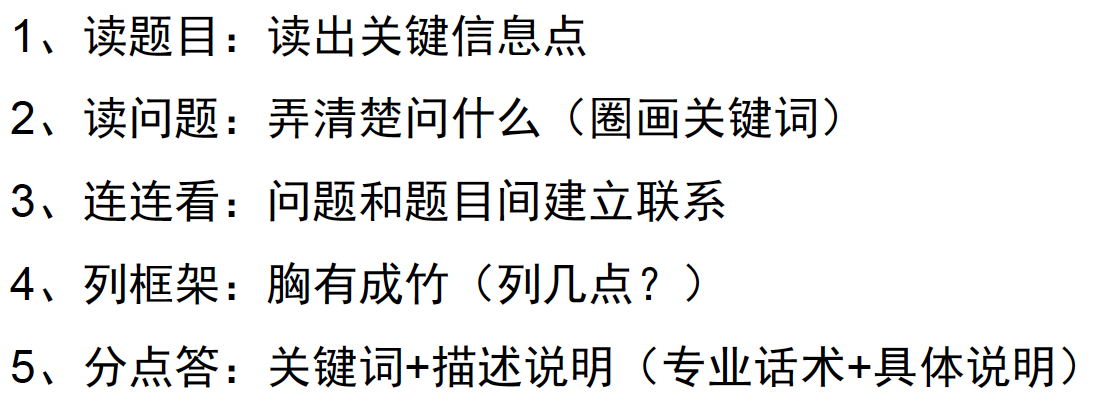 1、读题目：读出关键信息点
2、读问题：弄清楚问什么（圈画关键词）
3、连连看：问题和题目间建立联系
4、列框架：胸有成竹（列几点？）
5、分点答：关键词+描述说明（专业话术+具体说明）